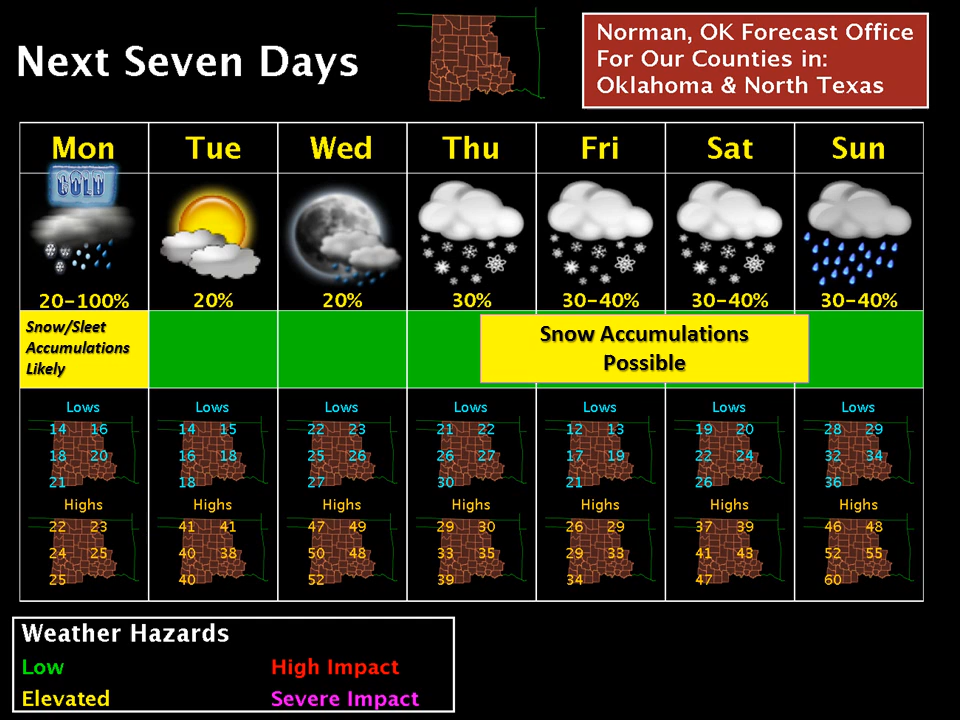 Next Seven Days
Norman, OK Forecast Office
For Our Counties in:
Oklahoma & North Texas
Mon Tue Wed Thu Fri Sat Sun
COLD
20-100% 20% 20% 30% 30-40% 30-40% 30-40%
Snow/Sleet
Accumulations
Likely
Snow Accumulations
Possible
Lows Lows Lows Lows Lows Lows Lows
14 16 14 15 22 23 21 22 12 13 19 20 28 29
18 20 16 18 25 26 26 27 17 19 22 24 32 34
21 18 27 30 21 26 36
Highs Highs Highs Highs Highs Highs Highs
22 23 41 41 47 49 29 30 26 29 37 39 46 48
24 25 40 38 50 48 33 35 29 33 41 43 52 55
25 40 52 39 34 47 60
Weather Hazards
Low High Impact
Elevated Severe Impact